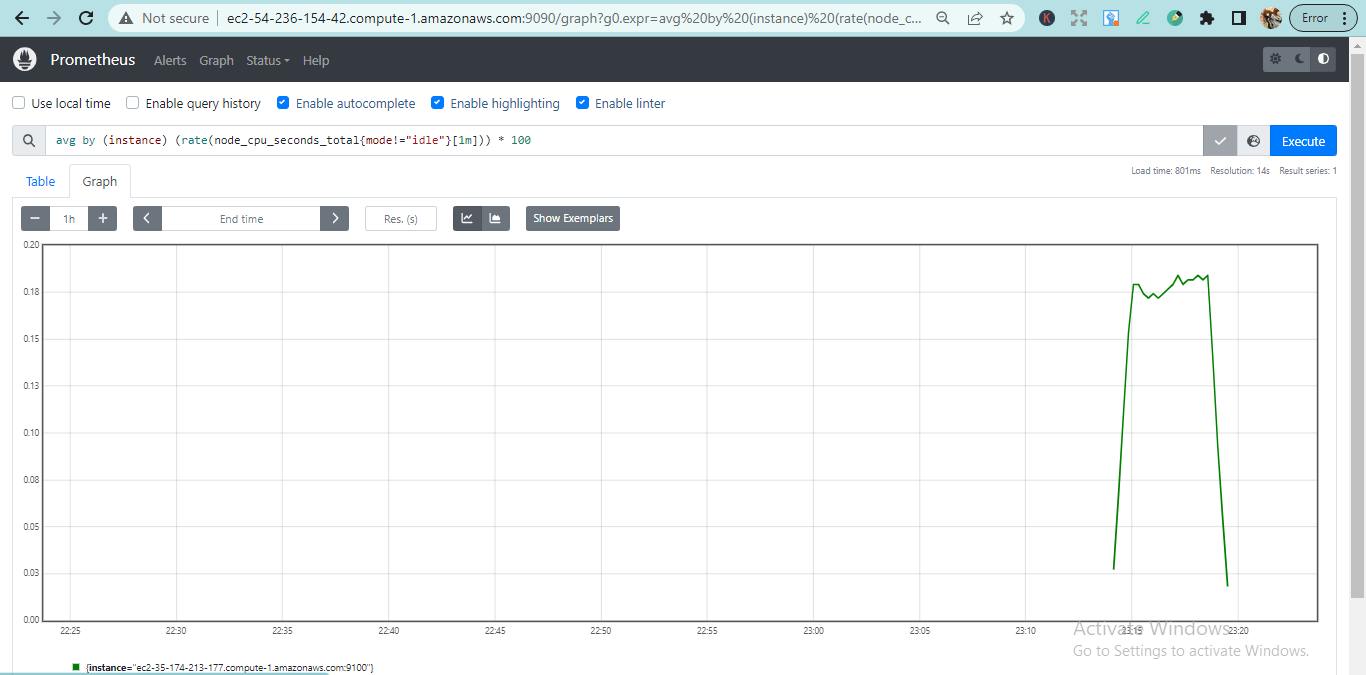 Not secure | ec2-54-236-154-42.compute-1.amazonaws.com:9090/graph?g0.expr=avg%20by%20(instance)%20(rate(node_c... K Error
Prometheus Alerts Graph Status Help
Use local time Enable query history Enable autocomplete Enable highlighting Enable linter
avg by (instance) (rate(node_cpu_seconds_total{mode!="idle"}[1m])) * 100 Execute
Load time: 801ms Resolution: 14s Result series: 1
Table Graph
1h End time Res. (s) Show Exemplars
0.20
0.18
0.15
0.13
0.10
0.08
0.05
0.03
0.00
22:25 22:30 22:35 22:40 22:45 22:50 22:55 23:00 23:05 23:10 23:15 23:20
Activate Windows
Go to Settings to activate Windows.
{instance="ec2-35-174-213-177.compute-1.amazonaws.com:9100"}